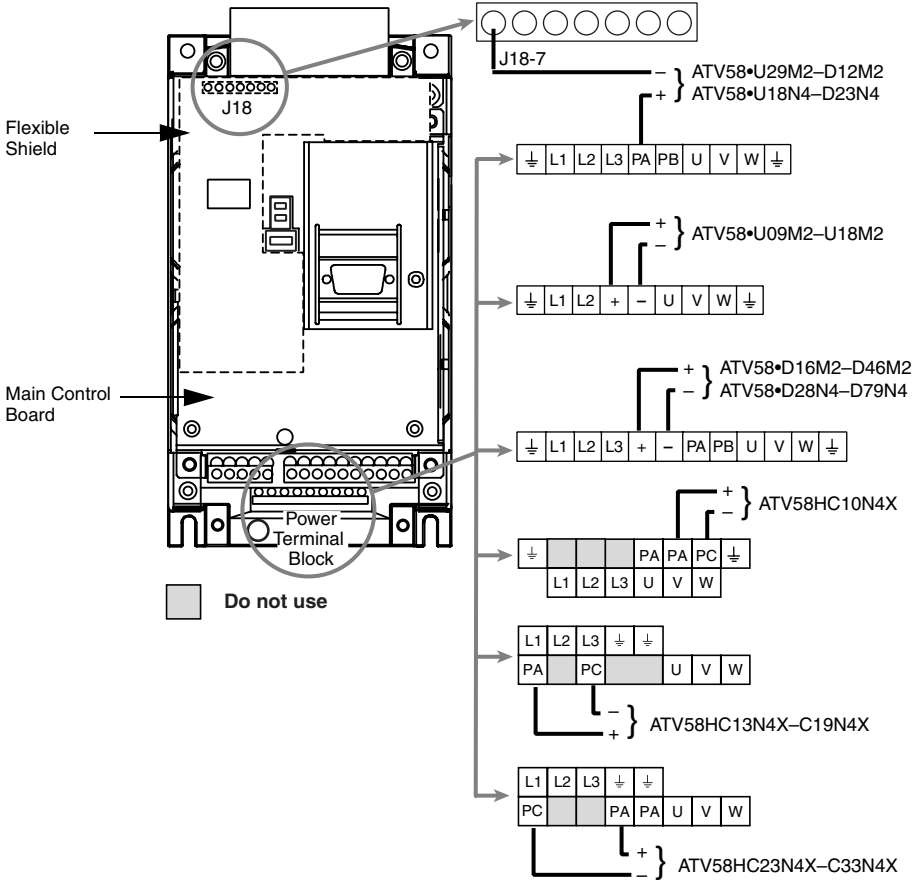 J18-7
– } ATV58•U29M2–D12M2
+ ATV58•U18N4–D23N4
J18
Flexible
Shield
⏚ L1 L2 L3 PA PB U V W ⏚
+ } ATV58•U09M2–U18M2
–
⏚ L1 L2 + – U V W ⏚
Main Control
Board
+ } ATV58•D16M2–D46M2
– ATV58•D28N4–D79N4
⏚ L1 L2 L3 + – PA PB U V W ⏚
Power
Terminal
Block
+ } ATV58HC10N4X
–
⏚ PA PA PC ⏚
L1 L2 L3 U V W
Do not use
L1 L2 L3 ⏚ ⏚
PA PC U V W
– } ATV58HC13N4X–C19N4X
+
L1 L2 L3 ⏚ ⏚
PC PA PA U V W
+ } ATV58HC23N4X–C33N4X
–